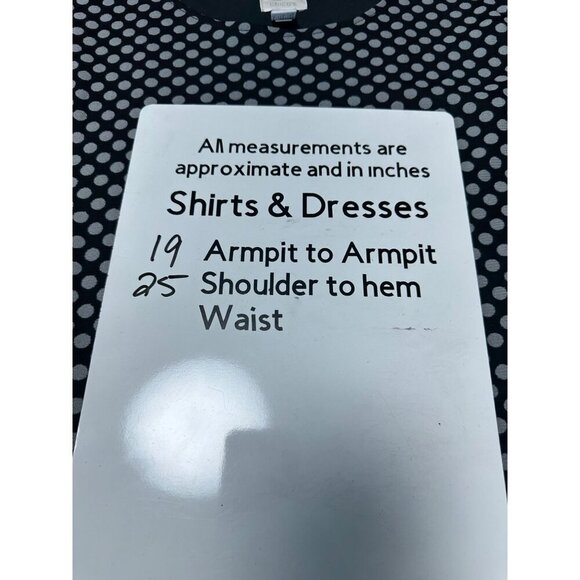 All measurements are
approximate and in inches
Shirts & Dresses
19 Armpit to Armpit
25 Shoulder to hem
Waist